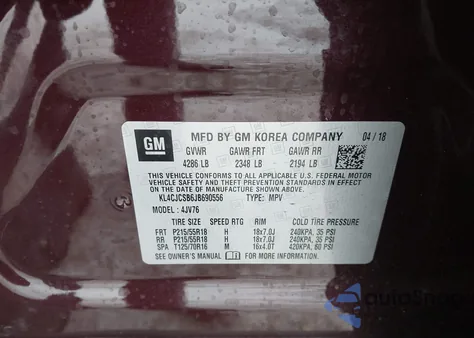 GM
MFD BY GM KOREA COMPANY 04/18
GVWR GAWR FRT GAWR RR
4286 LB 2348 LB 2194 LB
THIS VEHICLE CONFORMS TO ALL APPLICABLE U.S. FEDERAL MOTOR
VEHICLE SAFETY, BUMPER, AND THEFT PREVENTION STANDARDS IN EFFECT
ON THE DATE OF MANUFACTURE SHOWN ABOVE.
KL4CJCSB6JB690556 TYPE: MPV
MODEL: 4JV76
TIRE SIZE SPEED RTG RIM COLD TIRE PRESSURE
FRT P215/55R18 H 18x7.0J 240KPA, 35 PSI
RR P215/55R18 H 18x7.0J 240KPA, 35 PSI
SPA T125/70R16 M 16x4.0T 420KPA, 60 PSI
SEE OWNER'S MANUAL FOR MORE INFORMATION